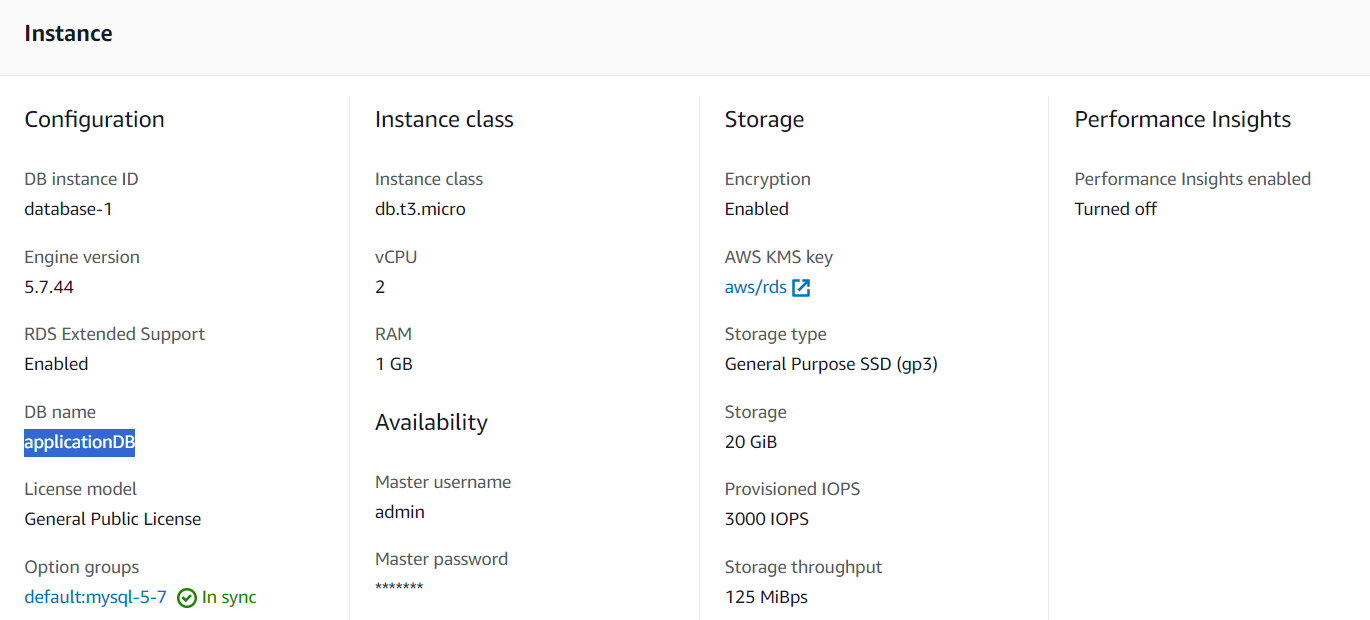 Instance
Configuration
DB instance ID
database-1
Engine version
5.7.44
RDS Extended Support
Enabled
DB name
applicationDB
License model
General Public License
Option groups
default:mysql-5-7 In sync
Instance class
Instance class
db.t3.micro
vCPU
2
RAM
1 GB
Availability
Master username
admin
Master password
*******
Storage
Encryption
Enabled
AWS KMS key
aws/rds
Storage type
General Purpose SSD (gp3)
Storage
20 GiB
Provisioned IOPS
3000 IOPS
Storage throughput
125 MiBps
Performance Insights
Performance Insights enabled
Turned off